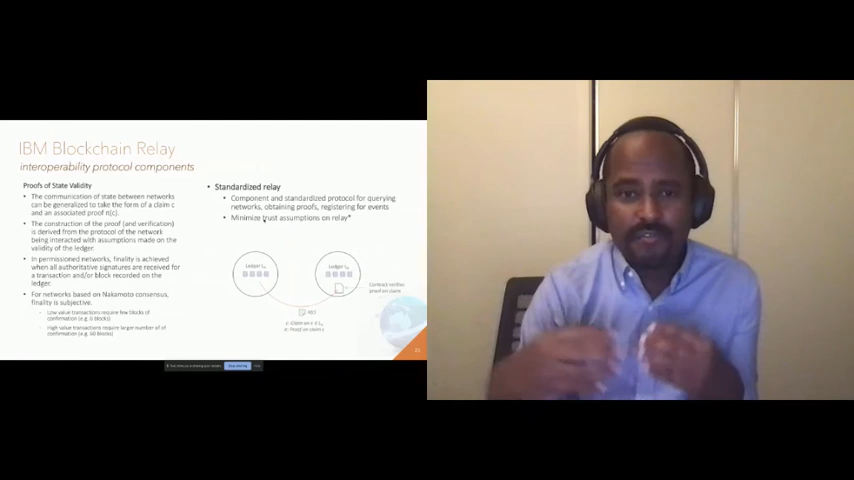 IBM Blockchain Relay
interoperability protocol components
Proofs of State Validity
• The communication of state between networks
can be generalized to take the form of a claim c
and an associated proof π(c).
• The construction of the proof (and verification)
is derived from the protocol of the network
being interacted with assumptions made on the
validity of the ledger.
• In permissioned networks, finality is achieved
when all authoritative signatures are received for
a transaction and/or block recorded on the
ledger.
• For networks based on Nakamoto consensus,
finality is subjective.
- Low value transactions require few blocks of
confirmation (e.g. 6 blocks)
- High value transactions require larger number of of
confirmation (e.g. 60 blocks)
• Standardized relay
• Component and standardized protocol for querying
networks, obtaining proofs, registering for events
• Minimize trust assumptions on relay*
Ledger
Ledger
Contract verifies
proof on claim